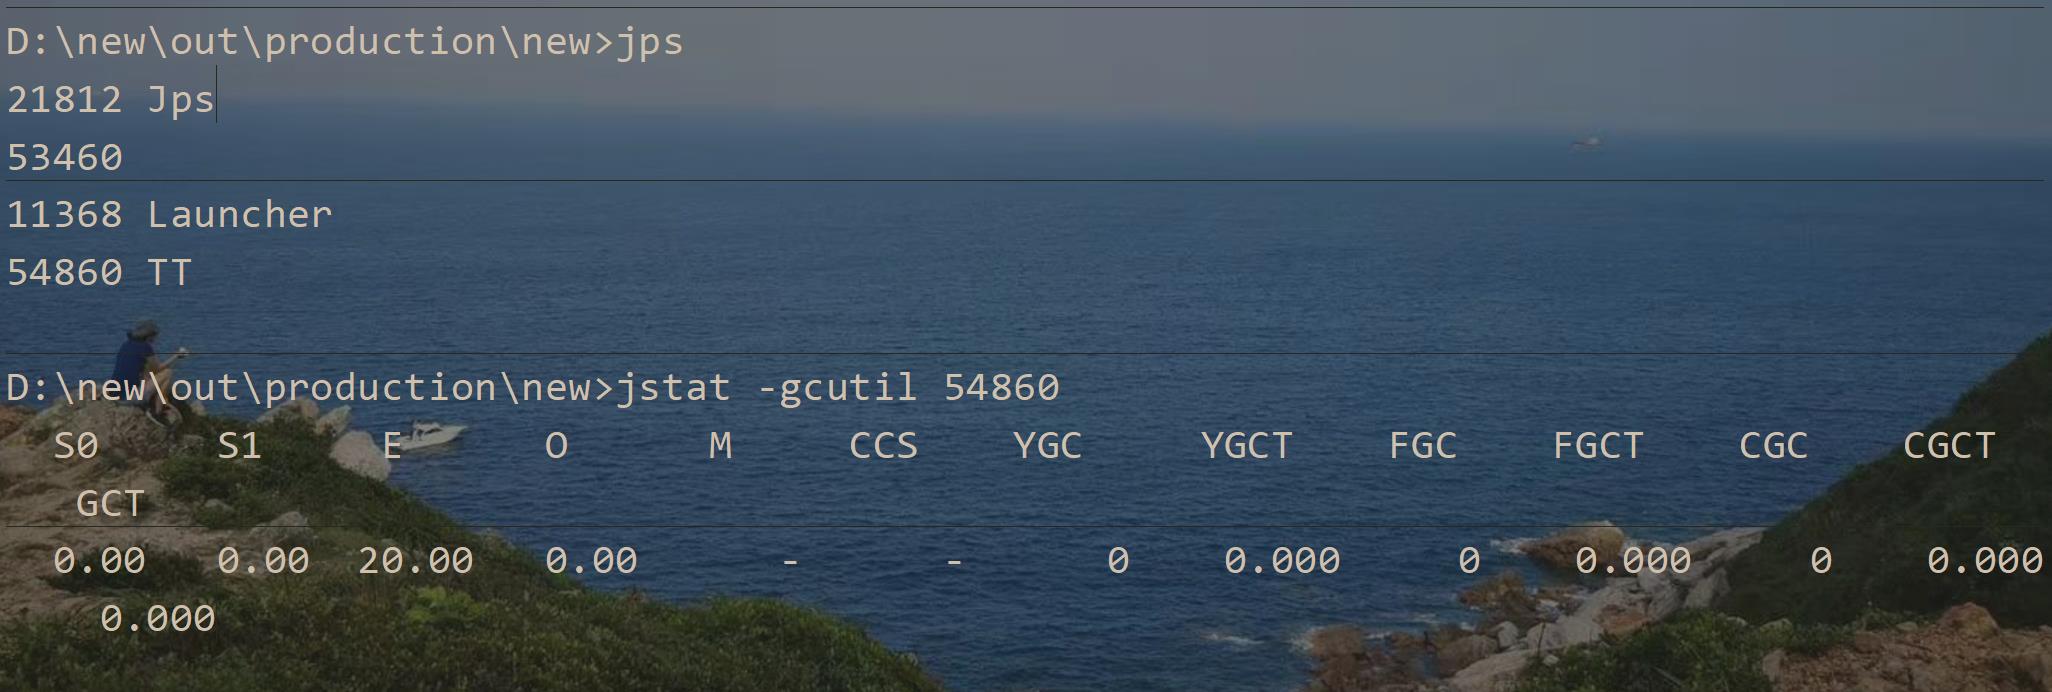 D:\new\out\production\new>jps
21812 Jps
53460
11368 Launcher
54860 TT
D:\new\out\production\new>jstat -gcutil 54860
S0 S1 E O M CCS YGC YGCT FGC FGCT CGC CGCT
GCT
0.00 0.00 20.00 0.00 - - 0 0.000 0 0.000 0 0.000
0.000